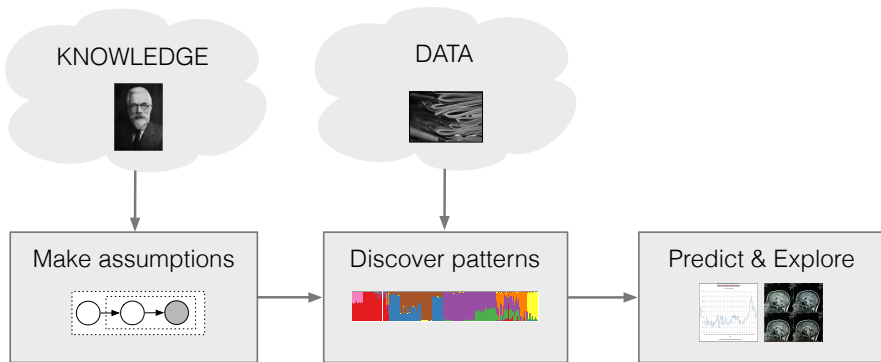 KNOWLEDGE
DATA
Make assumptions
Discover patterns
Predict & Explore